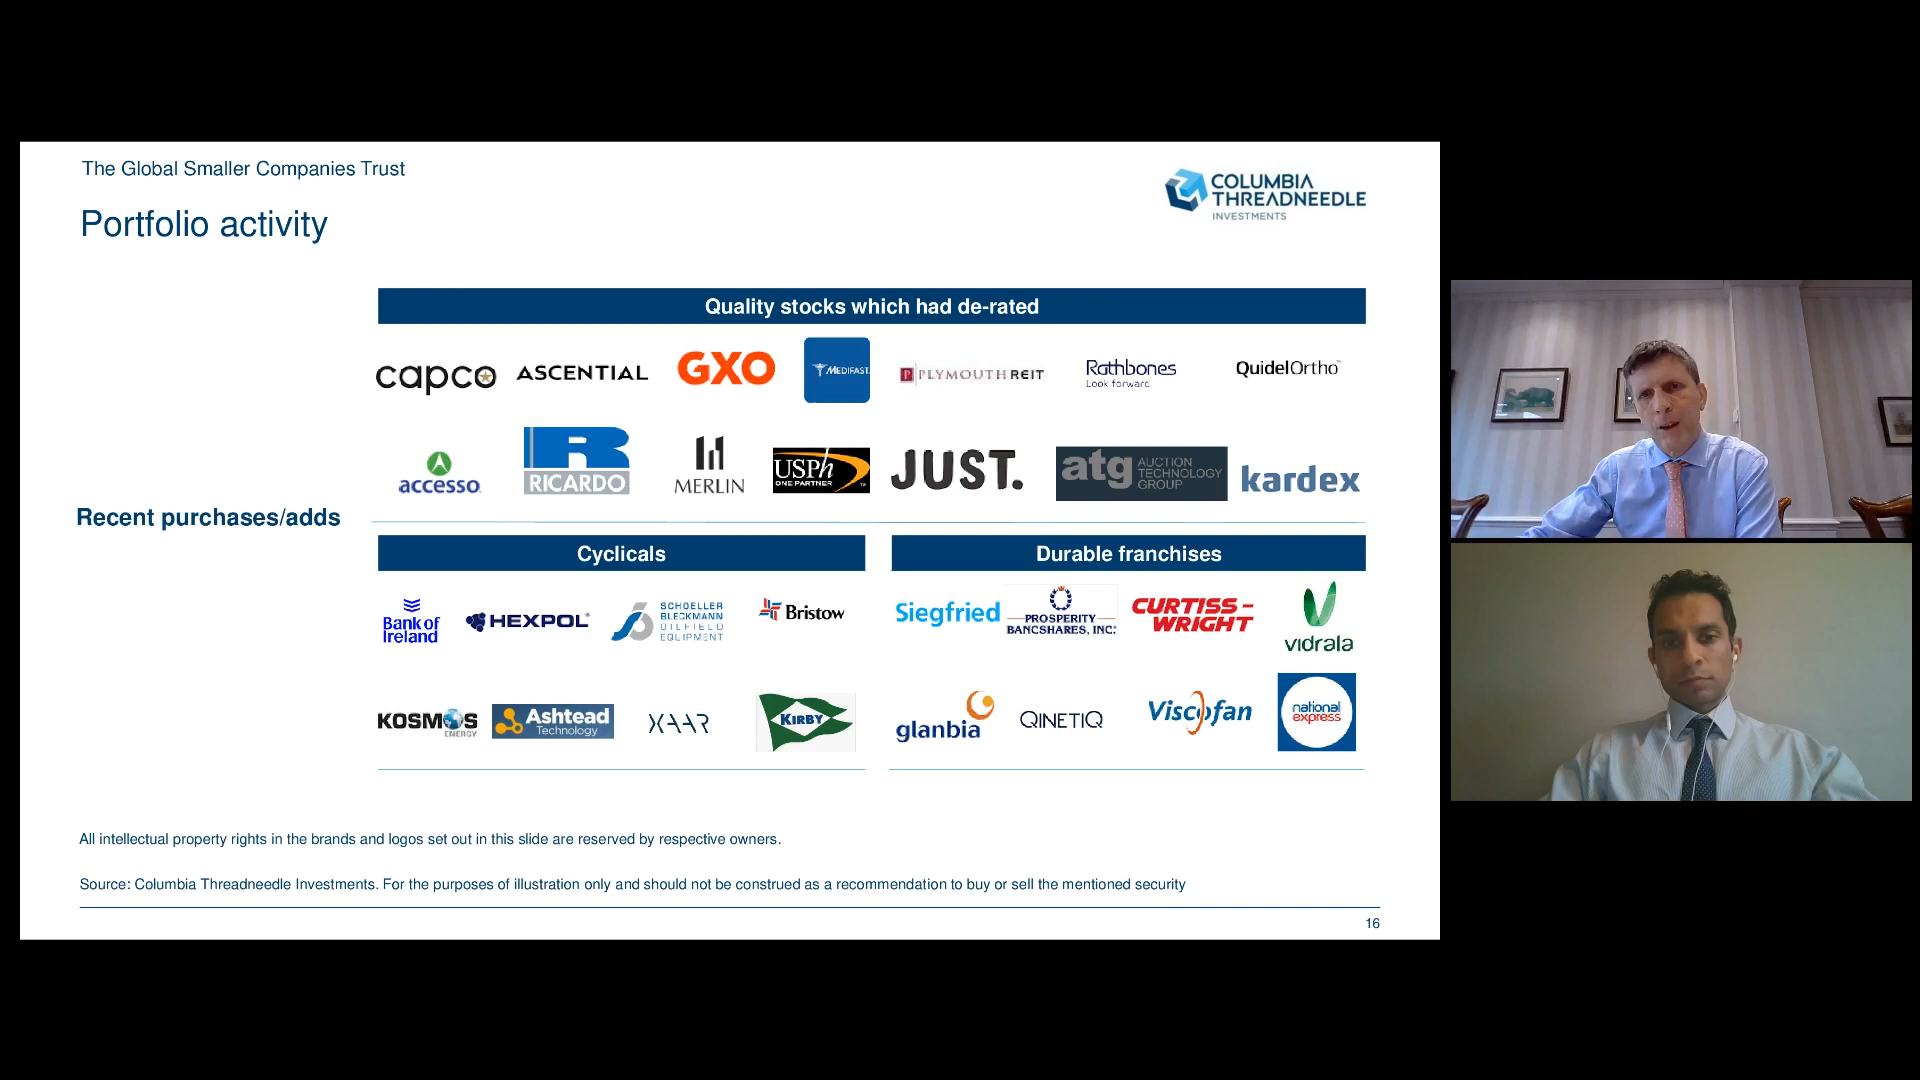 The Global Smaller Companies Trust
Portfolio activity
COLUMBIA
THREADNEEDLE
INVESTMENTS
Quality stocks which had de-rated
capco
ASCENTIAL
GXO
MEDIFAST
PLYMOUTH REIT
Rathbones
Look forward
QuidelOrtho™
accesso
R
RICARDO
MERLIN
USPh
ONE PARTNER™
JUST.
atg AUCTION
TECHNOLOGY
GROUP
kardex
Recent purchases/adds
Cyclicals
Durable franchises
Bank of
Ireland
HEXPOL®
SCHOELLER
BLECKMANN
OILFIELD
EQUIPMENT
Bristow
Siegfried
PROSPERITY
BANCSHARES, INC.
CURTISS-
WRIGHT
vidrala
KOSMOS
ENERGY
Ashtead
Technology
XAAR
KIRBY
glanbia
QINETIQ
Viscofan
national
express
All intellectual property rights in the brands and logos set out in this slide are reserved by respective owners.
Source: Columbia Threadneedle Investments. For the purposes of illustration only and should not be construed as a recommendation to buy or sell the mentioned security
16